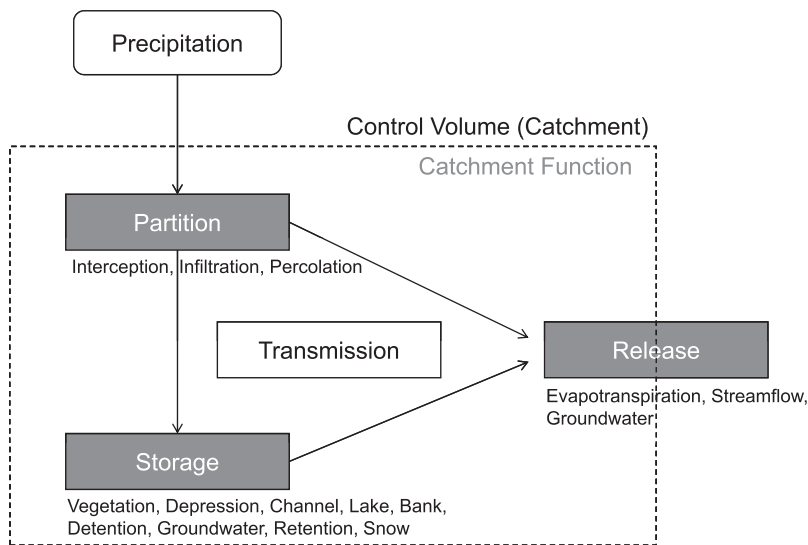 Precipitation
Control Volume (Catchment)
Catchment Function
Partition
Interception, Infiltration, Percolation
Transmission
Release
Evapotranspiration, Streamflow,
Groundwater
Storage
Vegetation, Depression, Channel, Lake, Bank,
Detention, Groundwater, Retention, Snow